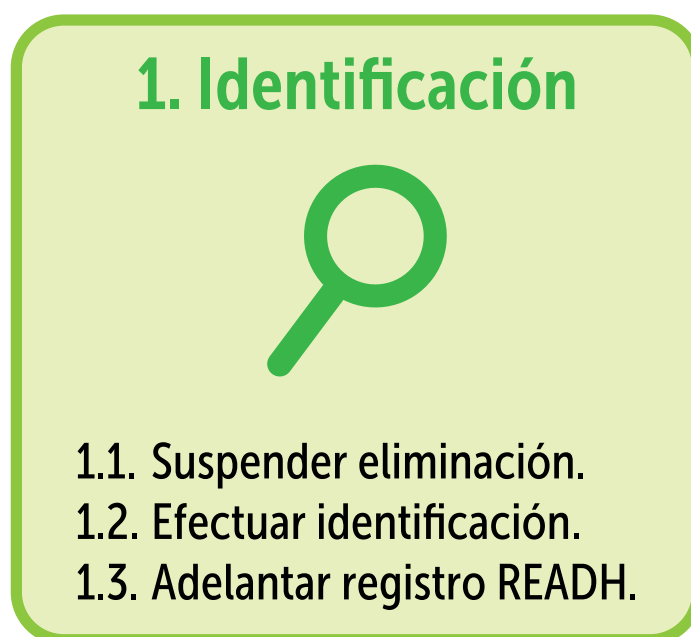 1. Identificación
1.1. Suspender eliminación.
1.2. Efectuar identificación.
1.3. Adelantar registro READH.